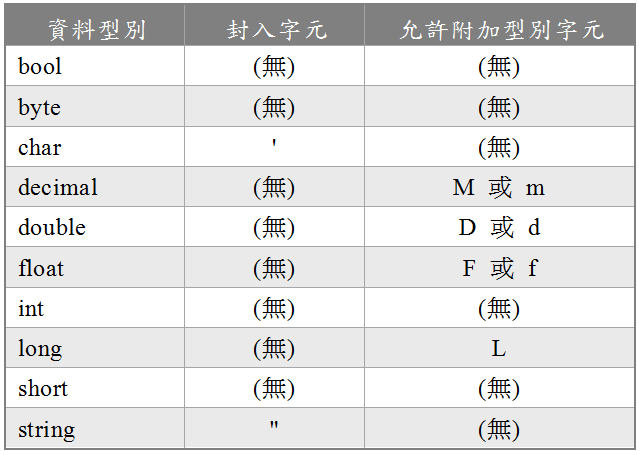 資料型別 封入字元 允許附加型別字元
bool (無) (無)
byte (無) (無)
char ' (無)
decimal (無) M 或 m
double (無) D 或 d
float (無) F 或 f
int (無) (無)
long (無) L
short (無) (無)
string " (無)